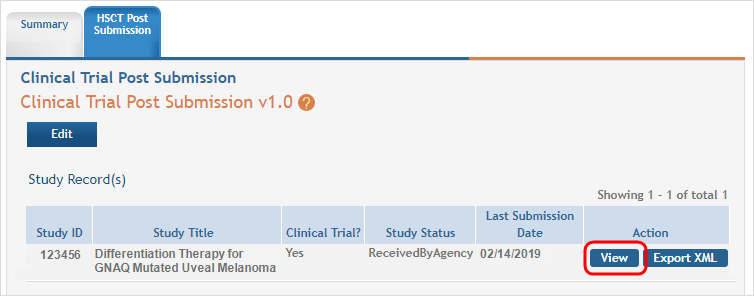 Summary
HSCT Post
Submission
Clinical Trial Post Submission
Clinical Trial Post Submission v1.0 ?
Edit
Study Record(s)
Showing 1 - 1 of total 1
Study ID Study Title Clinical Trial? Study Status Last Submission Date Action
123456 Differentiation Therapy for Yes ReceivedByAgency 02/14/2019 View Export XML
GNAQ Mutated Uveal Melanoma